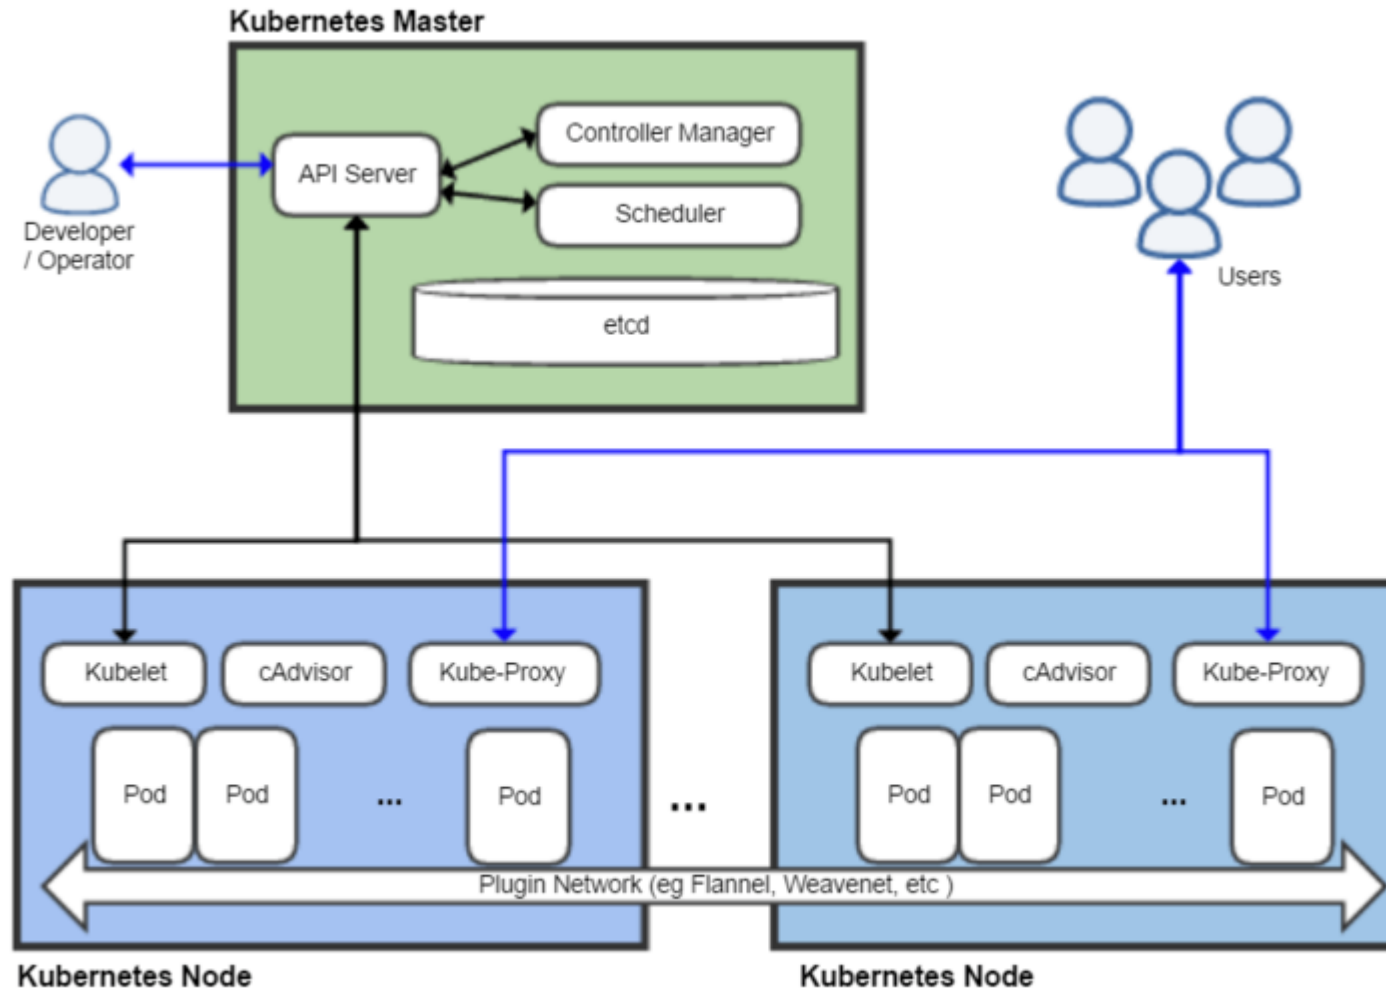 Kubernetes Master
Controller Manager
API Server
Scheduler
etcd
Developer
/ Operator
Users
Kubelet
cAdvisor
Kube-Proxy
Kubelet
cAdvisor
Kube-Proxy
Pod
Pod
...
Pod
...
Pod
Pod
...
Pod
Plugin Network (eg Flannel, Weavenet, etc )
Kubernetes Node
Kubernetes Node